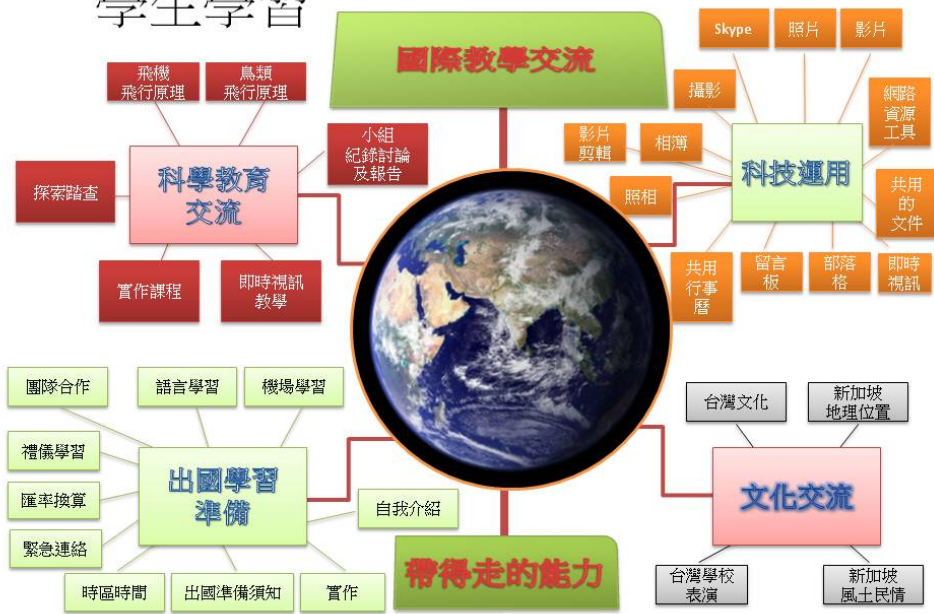 學生學習
國際教學交流
飛機
飛行原理
鳥類
飛行原理
小組
紀錄討論
及報告
探索踏查
科學教育
交流
實作課程
即時視訊
教學
Skype
照片
影片
攝影
網路
資源
工具
影片
剪輯
相簿
科技運用
照相
共用
的
文件
共用
行事
曆
留言
板
部落
格
即時
視訊
團隊合作
語言學習
機場學習
禮儀學習
出國學習
準備
匯率換算
自我介紹
緊急連絡
時區時間
出國準備須知
實作
帶得走的能力
台灣文化
新加坡
地理位置
文化交流
台灣學校
表演
新加坡
風土民情